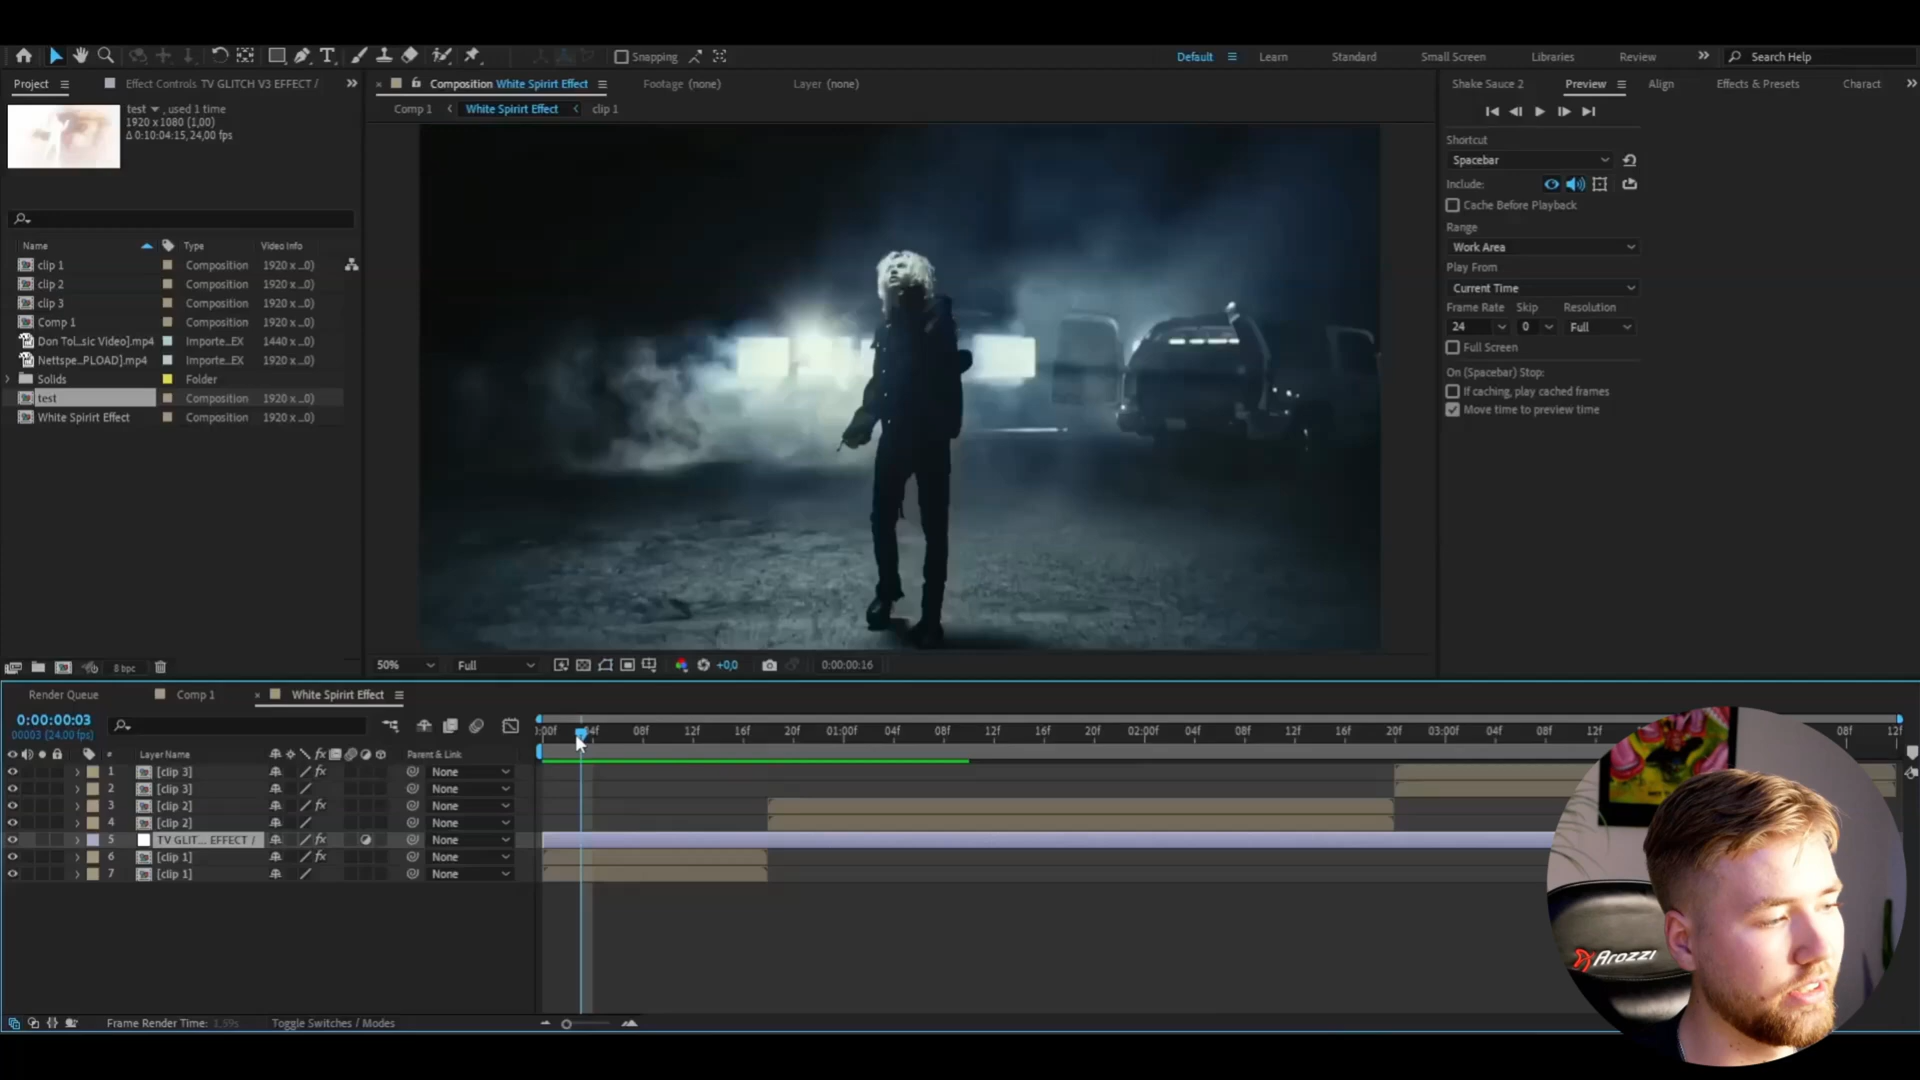 Snapping
Default
Learn
Standard
Small Screen
Libraries
Review
Search Help
Project
Effect Controls TV GLITCH V3 EFFECT /
Composition White Spirirt Effect
Footage (none)
Layer (none)
Shake Sauce 2
Preview
Align
Effects & Presets
Charact
test , used 1 time
1920 x 1080 (1,00)
Δ 0:10:04:15, 24,00 fps
Comp 1
White Spirirt Effect
clip 1
Shortcut
Spacebar
Include:
Cache Before Playback
Range
Work Area
Play From
Current Time
Frame Rate Skip Resolution
24 0 Full
Full Screen
On (Spacebar) Stop:
If caching, play cached frames
Move time to preview time
Name Type Video Info
clip 1 Composition 1920 x ...0)
clip 2 Composition 1920 x ...0)
clip 3 Composition 1920 x ...0)
Comp 1 Composition 1920 x ...0)
Don Tol...sic Video].mp4 Importe...EX 1440 x ...0)
Nettspe...PLOAD].mp4 Importe...EX 1920 x ...0)
Solids Folder
test Composition 1920 x ...0)
White Spirirt Effect Composition 1920 x ...0)
8 bpc
50% Full +0,0 0:00:00:16
Render Queue
Comp 1
White Spirirt Effect
0:00:00:03
00003 (24.00 fps)
:00f 04f 08f 12f 16f 20f 01:00f 04f 08f 12f 16f 20f 02:00f 04f 08f 12f 16f 20f 03:00f 04f 08f 12f 08f 12f
# Layer Name Parent & Link
1 [clip 3] None
2 [clip 3] None
3 [clip 2] None
4 [clip 2] None
5 TV GLIT... EFFECT / None
6 [clip 1] None
7 [clip 1] None
Arozzi
Frame Render Time: 1.59s
Toggle Switches / Modes